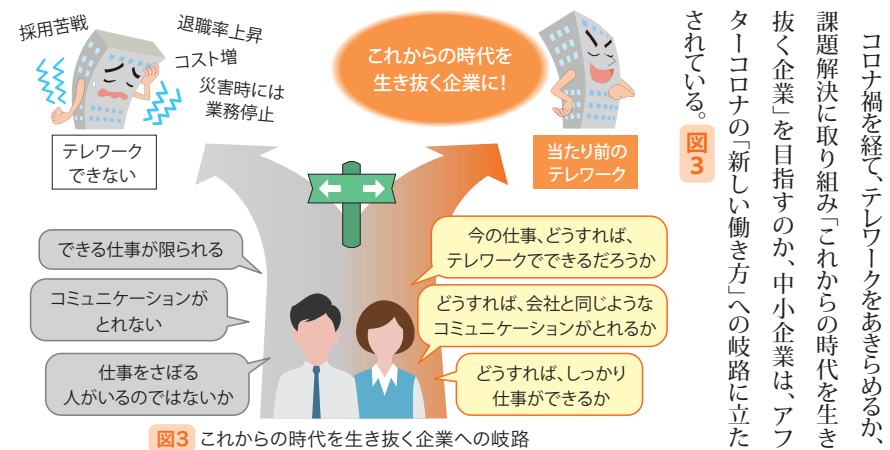 コロナ禍を経て、テレワークをあきらめるか、
課題解決に取り組み「これからの時代を生き
抜く企業」を目指すのか、中小企業は、アフ
ターコロナの「新しい働き方」への岐路に立た
されている。図3
採用苦戦
退職率上昇
コスト増
災害時には
業務停止
テレワーク
できない
これからの時代を
生き抜く企業に!
当たり前の
テレワーク
できる仕事が限られる
コミュニケーションが
とれない
仕事をさぼる
人がいるのではないか
今の仕事、どうすれば、
テレワークでできるだろうか
どうすれば、会社と同じような
コミュニケーションがとれるか
どうすれば、しっかり
仕事ができるか
図3 これからの時代を生き抜く企業への岐路